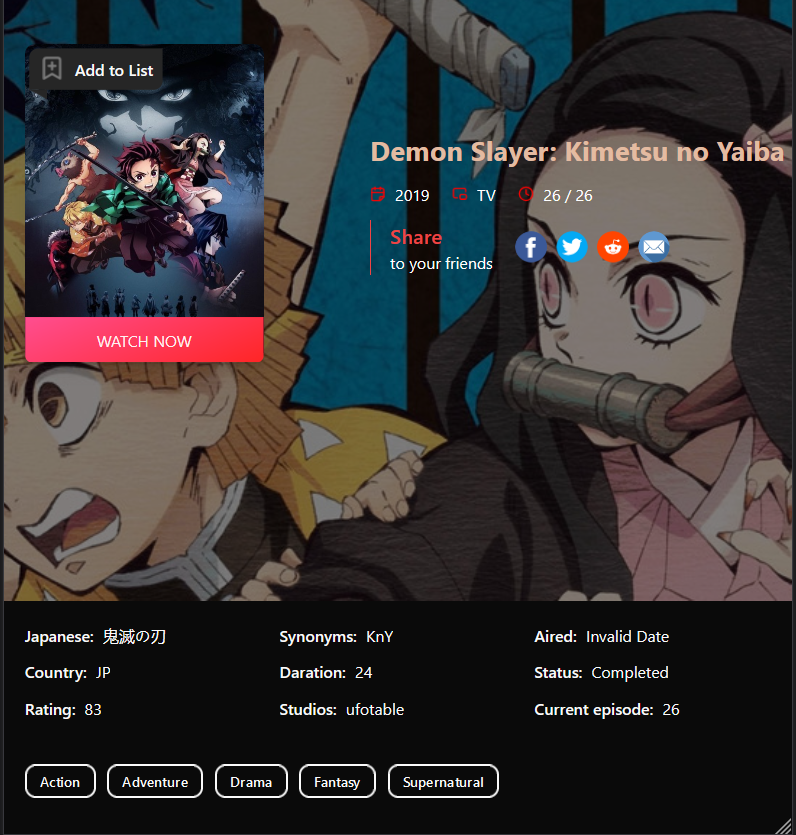 Add to List
WATCH NOW
Demon Slayer: Kimetsu no Yaiba
2019 TV 26 / 26
Share
to your friends
Japanese: 鬼滅の刃 Synonyms: KnY Aired: Invalid Date
Country: JP Daration: 24 Status: Completed
Rating: 83 Studios: ufotable Current episode: 26
Action Adventure Drama Fantasy Supernatural